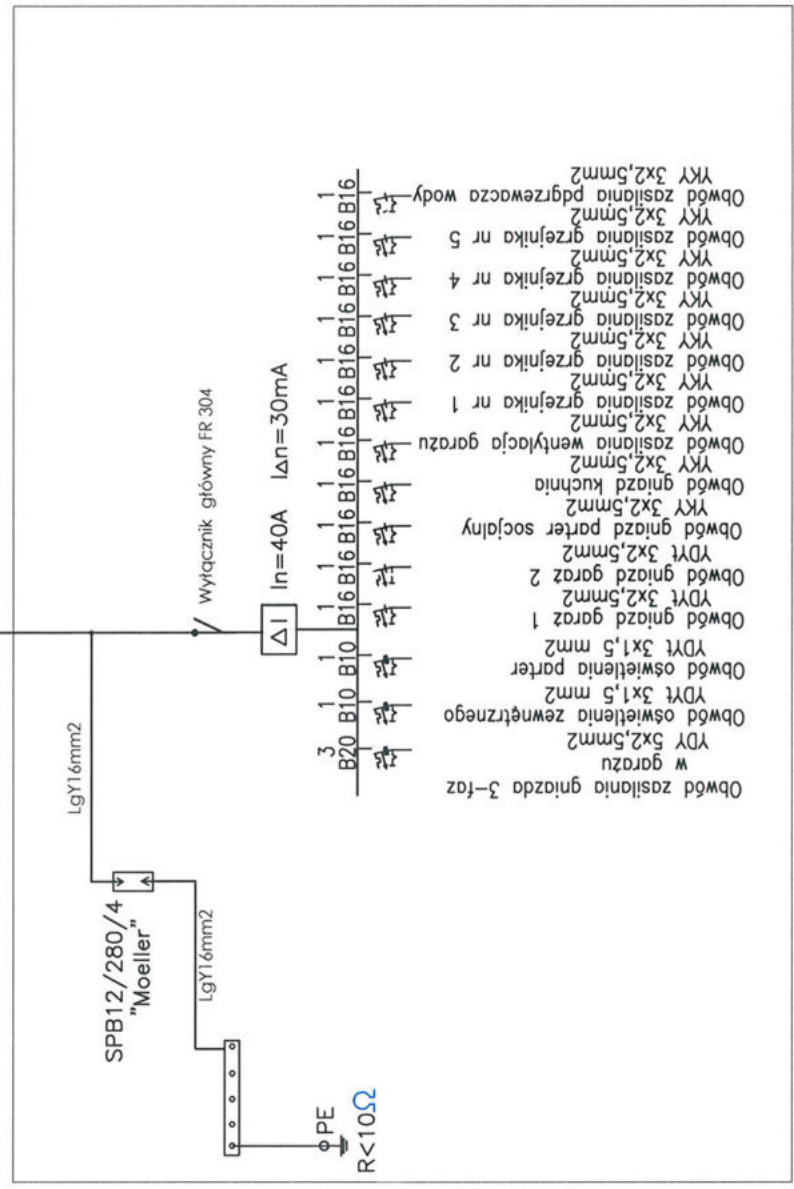 Wyłącznik główny FR 304
ΔI
In=40A IΔn=30mA
LgY16mm2
SPB12/280/4
"Moeller"
LgY16mm2
PE
R<10Ω
3
B20
1
B10
1
B10
1
B16
1
B16
1
B16
1
B16
1
B16
1
B16
1
B16
1
B16
1
B16
1
B16
1
B16
Obwód zasilania gniazda 3-faz
w garażu
YDY 5x2,5mm2
Obwód oświetlenia zewnętrznego
YDYt 3x1,5 mm2
Obwód oświetlenia parter
YDYt 3x1,5 mm2
Obwód gniazd garaż 1
YDYt 3x2,5mm2
Obwód gniazd garaż 2
YDYt 3x2,5mm2
Obwód gniazd parter socjalny
YKY 3x2,5mm2
Obwód gniazd kuchnia
YKY 3x2,5mm2
Obwód zasilania wentylacja garażu
YKY 3x2,5mm2
Obwód zasilania grzejnika nr 1
YKY 3x2,5mm2
Obwód zasilania grzejnika nr 2
YKY 3x2,5mm2
Obwód zasilania grzejnika nr 3
YKY 3x2,5mm2
Obwód zasilania grzejnika nr 4
YKY 3x2,5mm2
Obwód zasilania grzejnika nr 5
YKY 3x2,5mm2
Obwód zasilania pdgrzewacza wody
YKY 3x2,5mm2